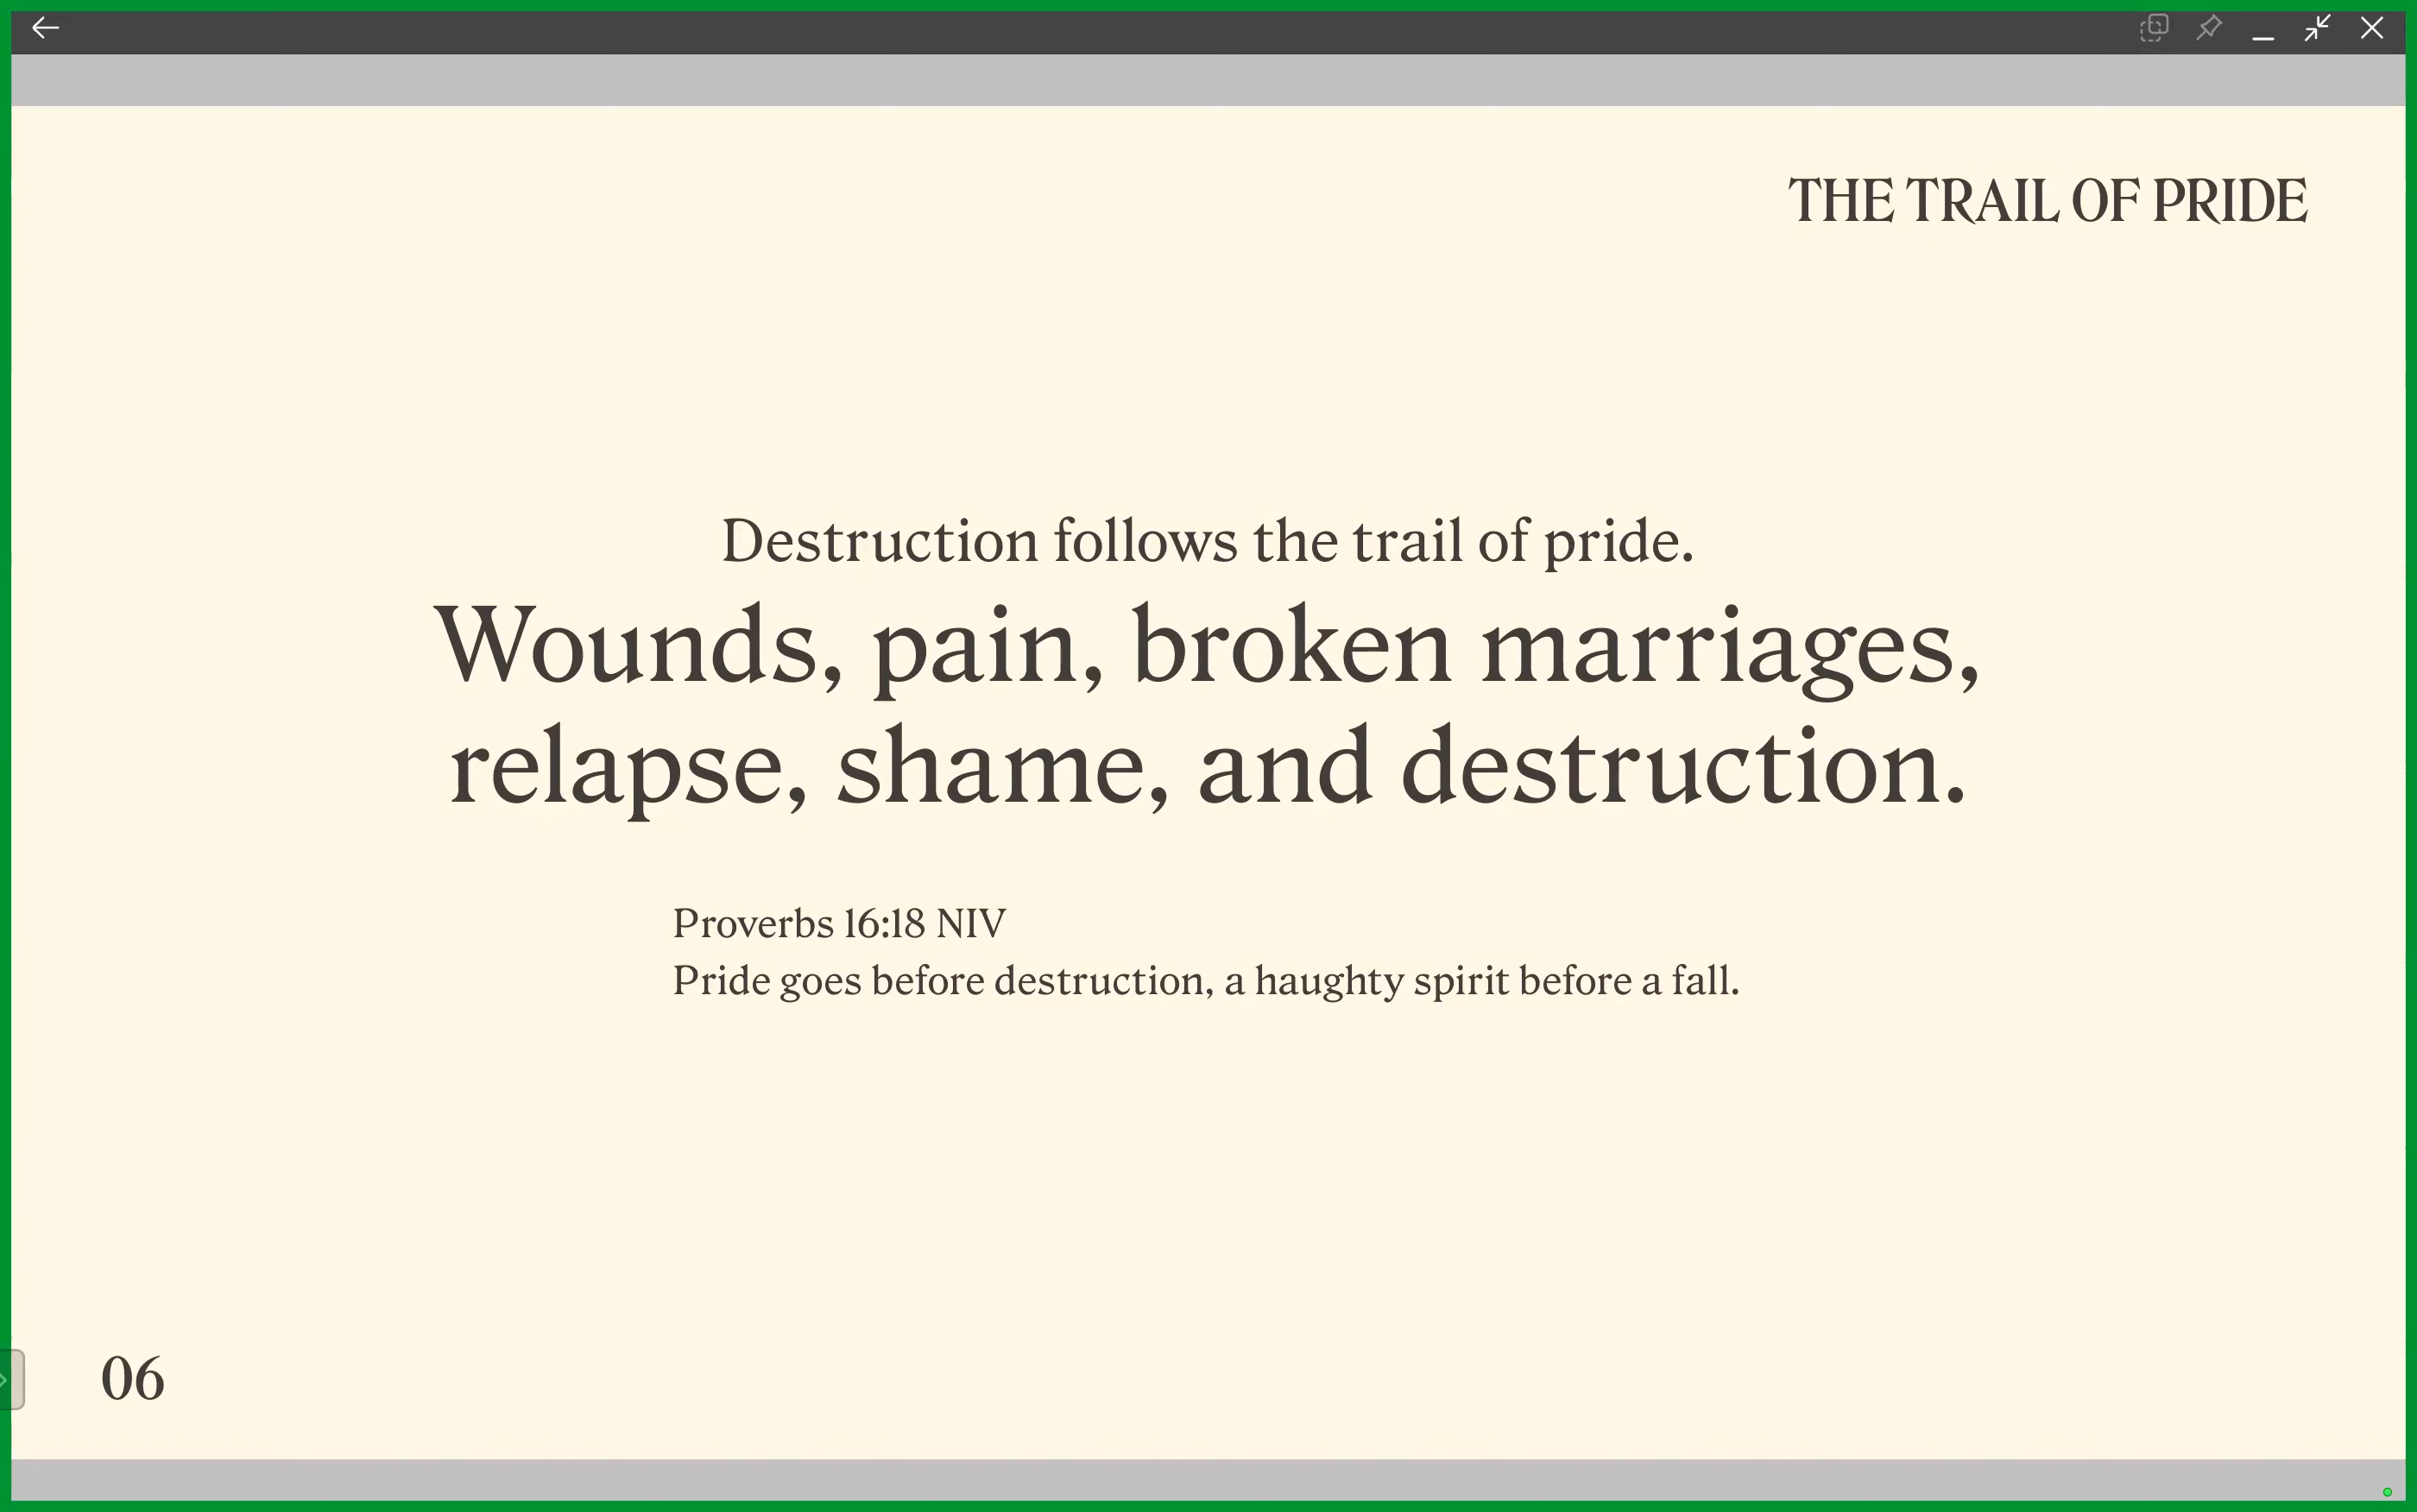 THE TRAIL OF PRIDE
Destruction follows the trail of pride.
Wounds, pain, broken marriages,
relapse, shame, and destruction.
Proverbs 16:18 NIV
Pride goes before destruction, a haughty spirit before a fall.
06